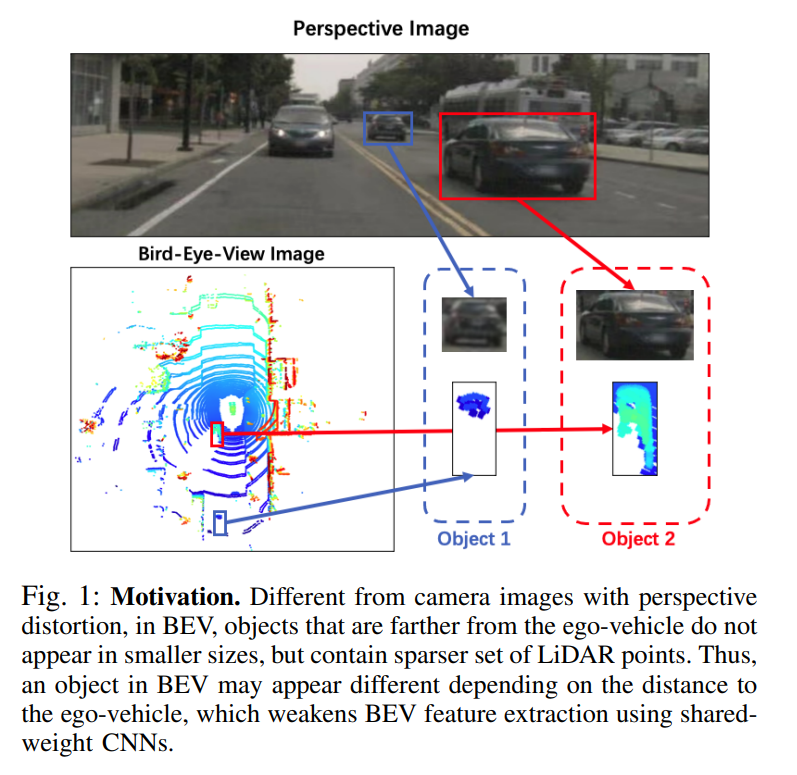 Perspective Image
Bird-Eye-View Image
Object 1
Object 2
Fig. 1: Motivation. Different from camera images with perspective
distortion, in BEV, objects that are farther from the ego-vehicle do not
appear in smaller sizes, but contain sparser set of LiDAR points. Thus,
an object in BEV may appear different depending on the distance to
the ego-vehicle, which weakens BEV feature extraction using shared-
weight CNNs.